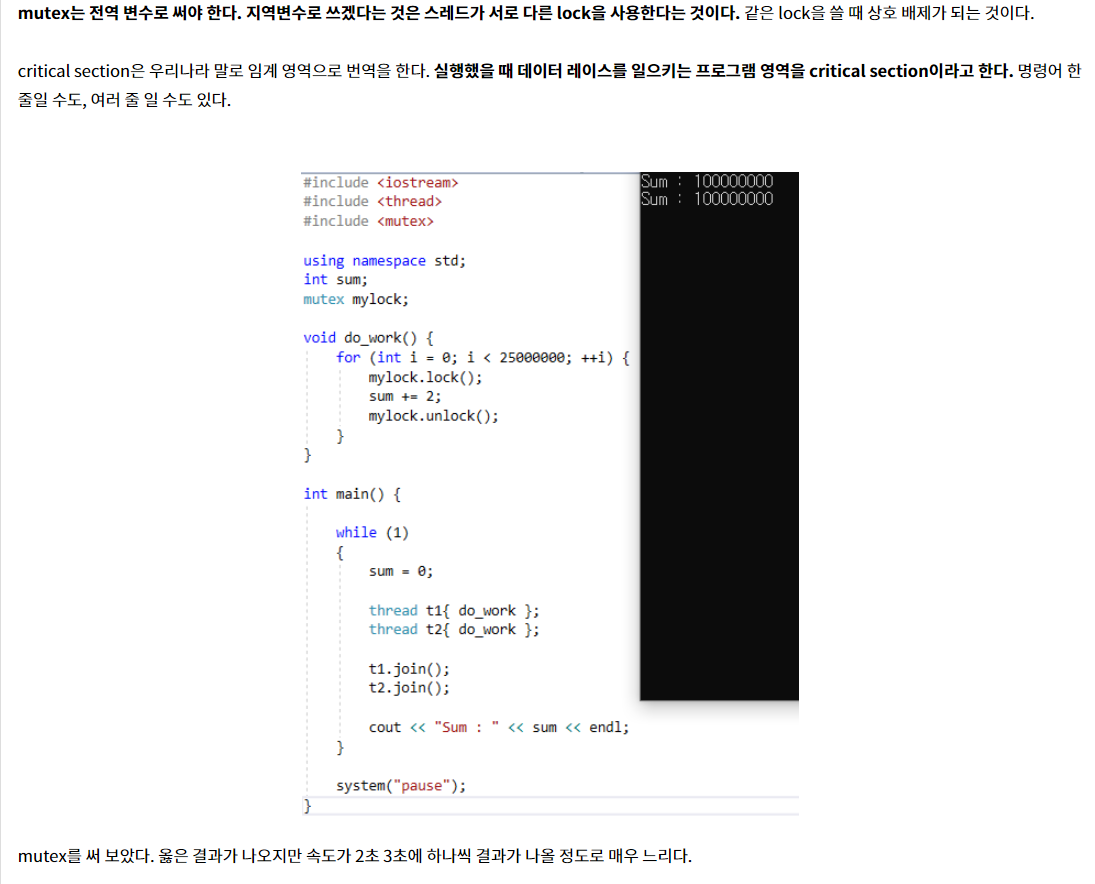 mutex는 전역 변수로 써야 한다. 지역변수로 쓰겠다는 것은 스레드가 서로 다른 lock을 사용한다는 것이다. 같은 lock을 쓸 때 상호 배제가 되는 것이다.
critical section은 우리나라 말로 임계 영역으로 번역을 한다. 실행했을 때 데이터 레이스를 일으키는 프로그램 영역을 critical section이라고 한다. 명령어 한
줄일 수도, 여러 줄 일 수도 있다.
#include <iostream>
#include <thread>
#include <mutex>
using namespace std;
int sum;
mutex mylock;
void do_work() {
for (int i = 0; i < 25000000; ++i) {
mylock.lock();
sum += 2;
mylock.unlock();
}
}
int main() {
while (1)
{
sum = 0;
thread t1{ do_work };
thread t2{ do_work };
t1.join();
t2.join();
cout << "Sum : " << sum << endl;
}
system("pause");
}
Sum : 100000000
Sum : 100000000
mutex를 써 보았다. 옳은 결과가 나오지만 속도가 2초 3초에 하나씩 결과가 나올 정도로 매우 느리다.